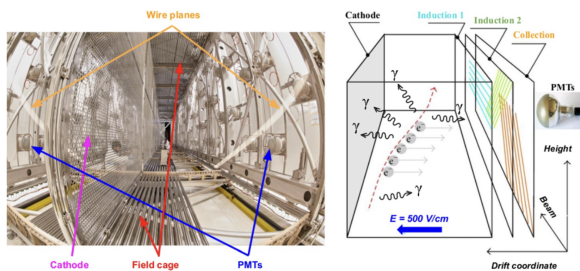 Wire planes
Cathode
Field cage
PMTs
Cathode
Induction 1
Induction 2
Collection
PMTs
γ
γ
γ
γ
γ
e⁻
e⁻
e⁻
e⁻
e⁻
E = 500 V/cm
Height
Beam
Drift coordinate